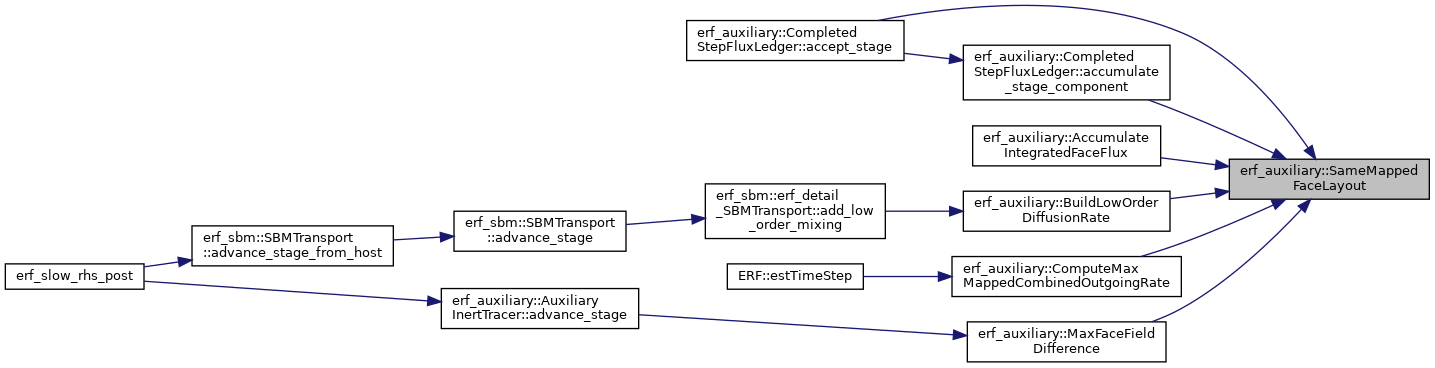 erf_auxiliary::Completed
StepFluxLedger::accept_stage
erf_auxiliary::Completed
StepFluxLedger::accumulate
_stage_component
erf_auxiliary::Accumulate
IntegratedFaceFlux
erf_auxiliary::SameMapped
FaceLayout
erf_sbm::erf_detail
_SBMTransport::add_low
_order_mixing
erf_auxiliary::BuildLowOrder
DiffusionRate
erf_sbm::SBMTransport
::advance_stage
erf_sbm::SBMTransport
::advance_stage_from_host
erf_slow_rhs_post
ERF::estTimeStep
erf_auxiliary::ComputeMax
MappedCombinedOutgoingRate
erf_auxiliary::Auxiliary
InertTracer::advance_stage
erf_auxiliary::MaxFaceField
Difference